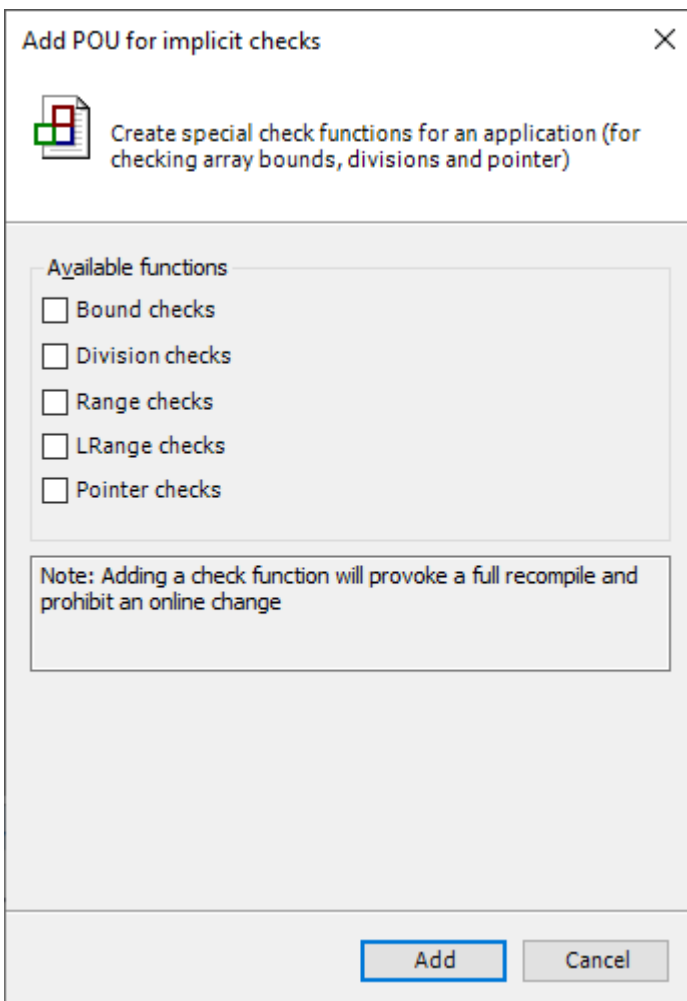 Add POU for implicit checks
Create special check functions for an application (for
checking array bounds, divisions and pointer)
Available functions
Bound checks
Division checks
Range checks
LRange checks
Pointer checks
Note: Adding a check function will provoke a full recompile and
prohibit an online change
Add
Cancel